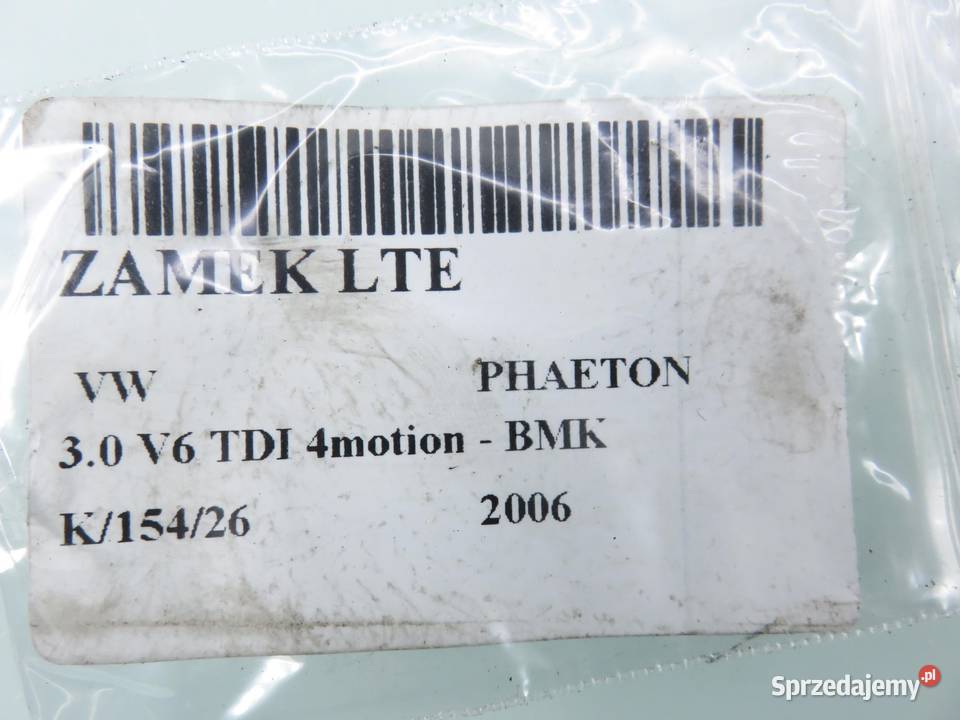 ZAMEK LTE
VW PHAETON
3.0 V6 TDI 4motion - BMK
K/154/26 2006
Sprzedajemy.pl